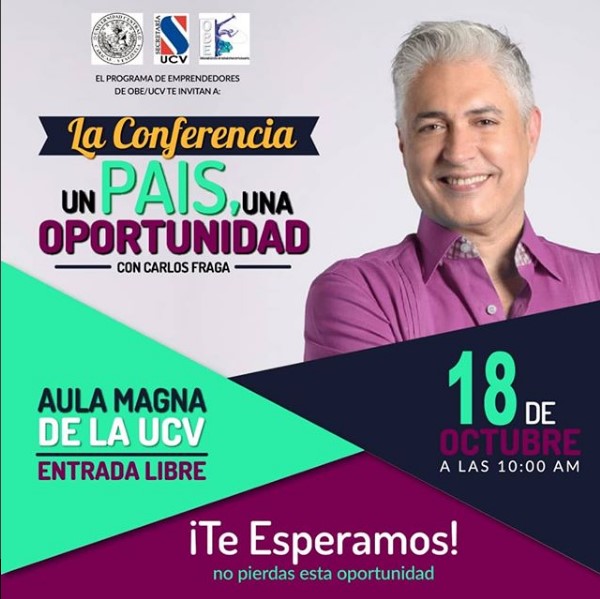 SECRETARÍA
UCV
EL PROGRAMA DE EMPRENDEDORES
DE OBE/UCV TE INVITAN A:
La Conferencia
UN PAIS, UNA
OPORTUNIDAD
CON CARLOS FRAGA
AULA MAGNA
DE LA UCV
ENTRADA LIBRE
18 DE
OCTUBRE
A LAS 10:00 AM
¡Te Esperamos!
no pierdas esta oportunidad